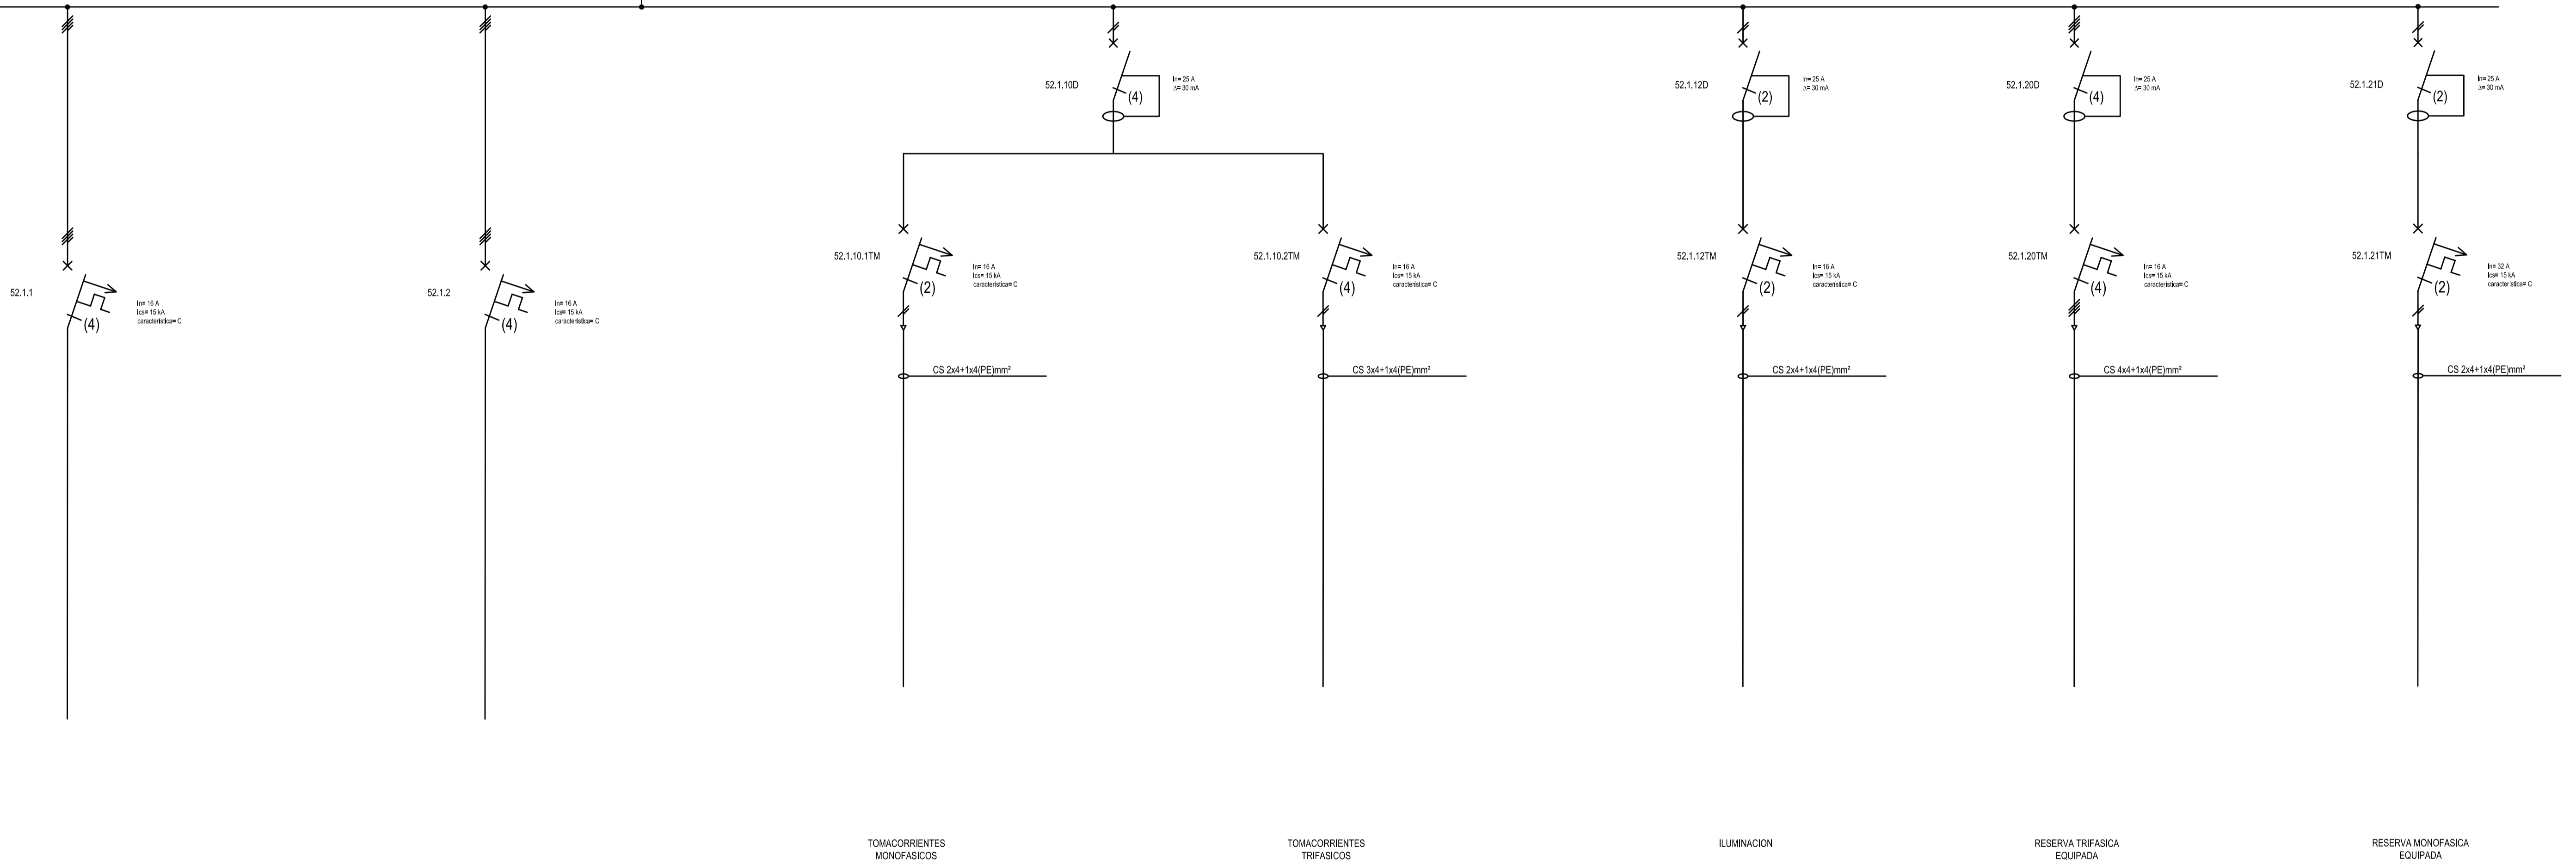 52.1.10D
In= 25 A
Δ= 30 mA
(4)
52.1.12D
In= 25 A
Δ= 30 mA
(2)
52.1.20D
In= 25 A
Δ= 30 mA
(4)
52.1.21D
In= 25 A
Δ= 30 mA
(2)
52.1.1
In= 16 A
Ics= 15 kA
característica= C
(4)
52.1.2
In= 16 A
Ics= 15 kA
característica= C
(4)
52.1.10.1TM
In= 16 A
Ics= 15 kA
característica= C
(2)
52.1.10.2TM
In= 16 A
Ics= 15 kA
característica= C
(4)
52.1.12TM
In= 16 A
Ics= 15 kA
característica= C
(2)
52.1.20TM
In= 16 A
Ics= 15 kA
característica= C
(4)
52.1.21TM
In= 32 A
Ics= 15 kA
característica= C
(2)
CS 2x4+1x4(PE)mm²
CS 3x4+1x4(PE)mm²
CS 2x4+1x4(PE)mm²
CS 4x4+1x4(PE)mm²
CS 2x4+1x4(PE)mm²
TOMACORRIENTES
MONOFASICOS
TOMACORRIENTES
TRIFASICOS
ILUMINACION
RESERVA TRIFASICA
EQUIPADA
RESERVA MONOFASICA
EQUIPADA